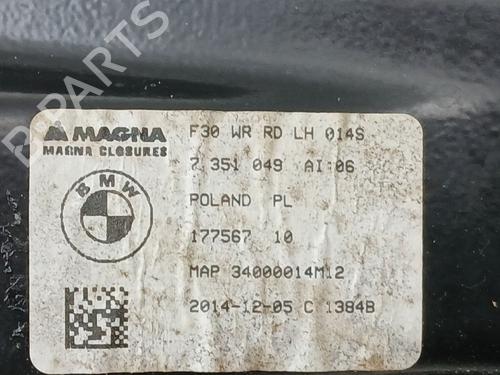 B-PARTS
MAGNA
MAGNA CLOSURES
BMW
F30 WR RD LH 014S
7 351 049 AI:06
POLAND PL
177567 10
MAP 34000014M12
2014-12-05 C 1384B